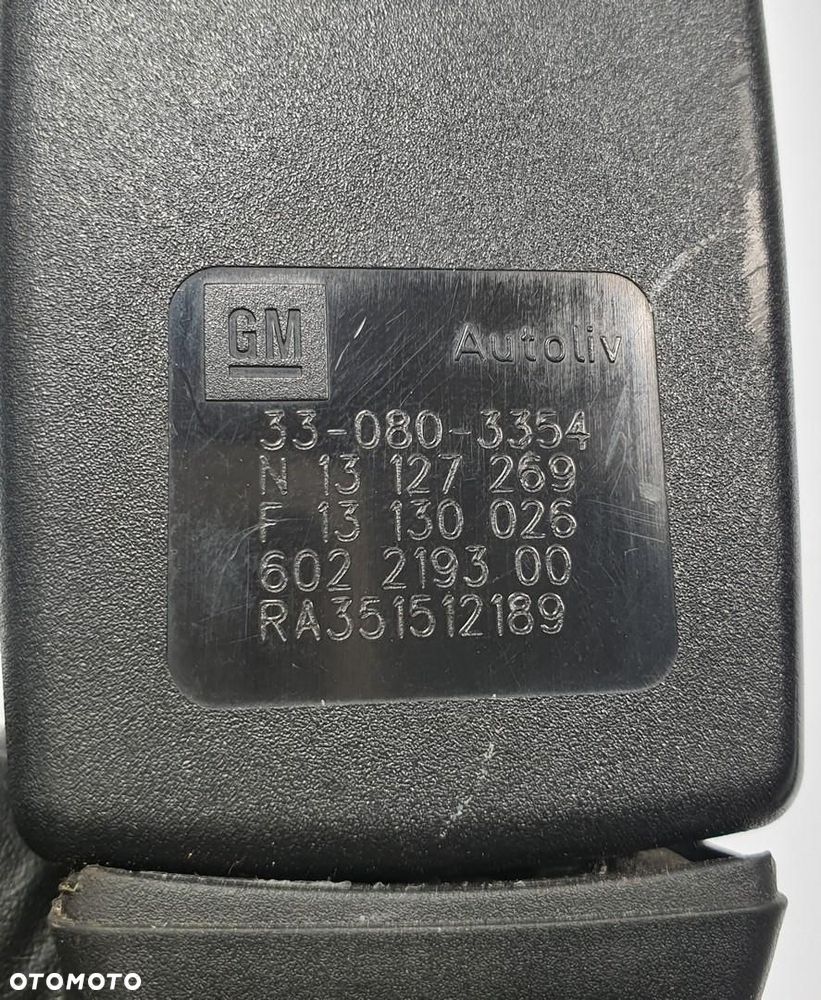 GM Autoliv
33-080-3354
N 13 127 269
F 13 130 026
602 2193 00
RA351512189
OTOMOTO